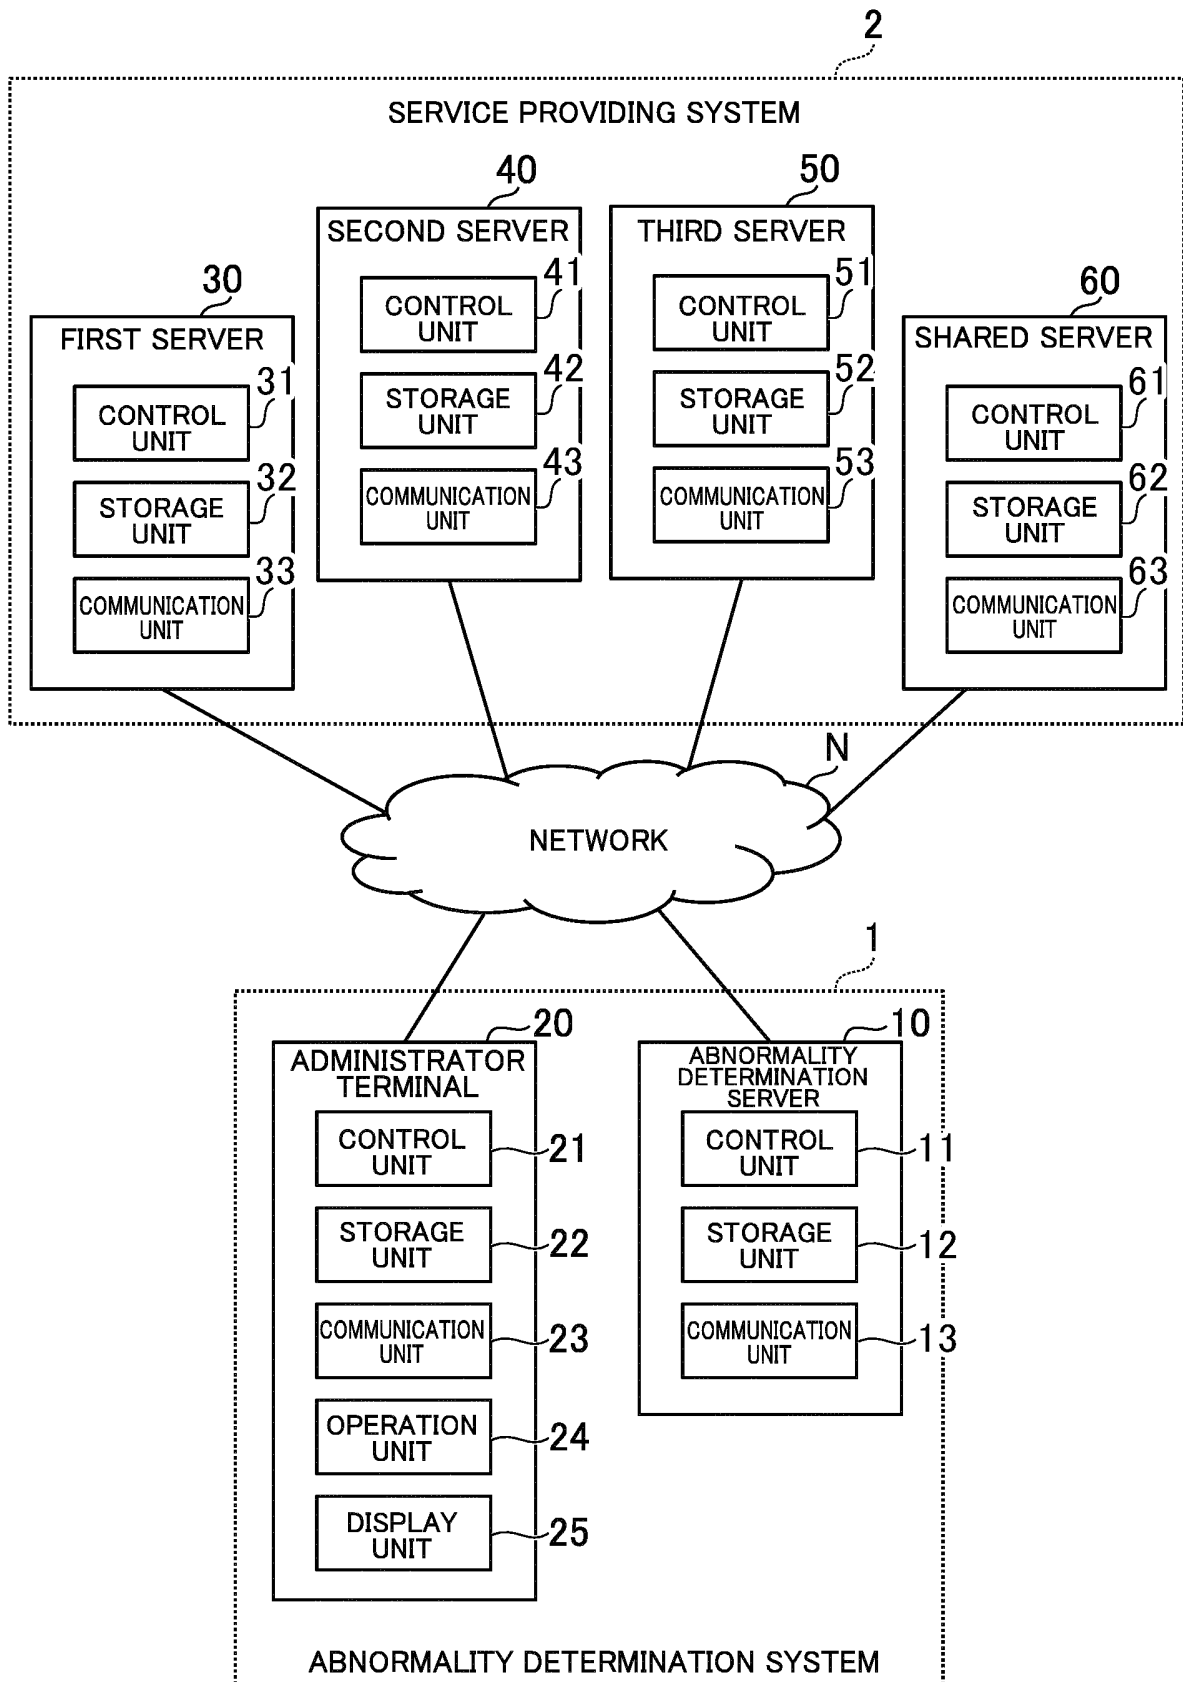 2
SERVICE PROVIDING SYSTEM
30
FIRST SERVER
31
CONTROL
UNIT
32
STORAGE
UNIT
33
COMMUNICATION
UNIT
40
SECOND SERVER
41
CONTROL
UNIT
42
STORAGE
UNIT
43
COMMUNICATION
UNIT
50
THIRD SERVER
51
CONTROL
UNIT
52
STORAGE
UNIT
53
COMMUNICATION
UNIT
60
SHARED SERVER
61
CONTROL
UNIT
62
STORAGE
UNIT
63
COMMUNICATION
UNIT
N
NETWORK
1
20
ADMINISTRATOR
TERMINAL
CONTROL
UNIT
21
STORAGE
UNIT
22
COMMUNICATION
UNIT
23
OPERATION
UNIT
24
DISPLAY
UNIT
25
10
ABNORMALITY
DETERMINATION
SERVER
CONTROL
UNIT
11
STORAGE
UNIT
12
COMMUNICATION
UNIT
13
ABNORMALITY DETERMINATION SYSTEM